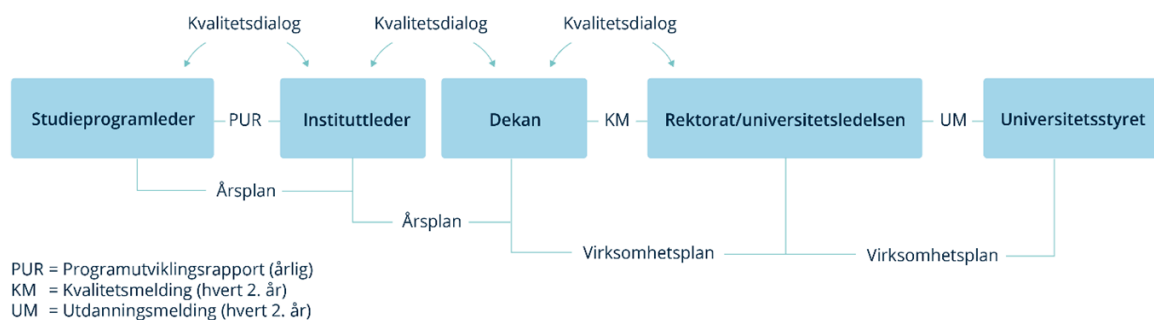 Kvalitetsdialog
Kvalitetsdialog
Kvalitetsdialog
Studieprogramleder
PUR
Instituttleder
Dekan
KM
Rektorat/universitetsledelsen
UM
Universitetsstyret
Årsplan
Årsplan
Virksomhetsplan
Virksomhetsplan
PUR = Programutviklingsrapport (årlig)
KM = Kvalitetsmelding (hvert 2. år)
UM = Utdanningsmelding (hvert 2. år)